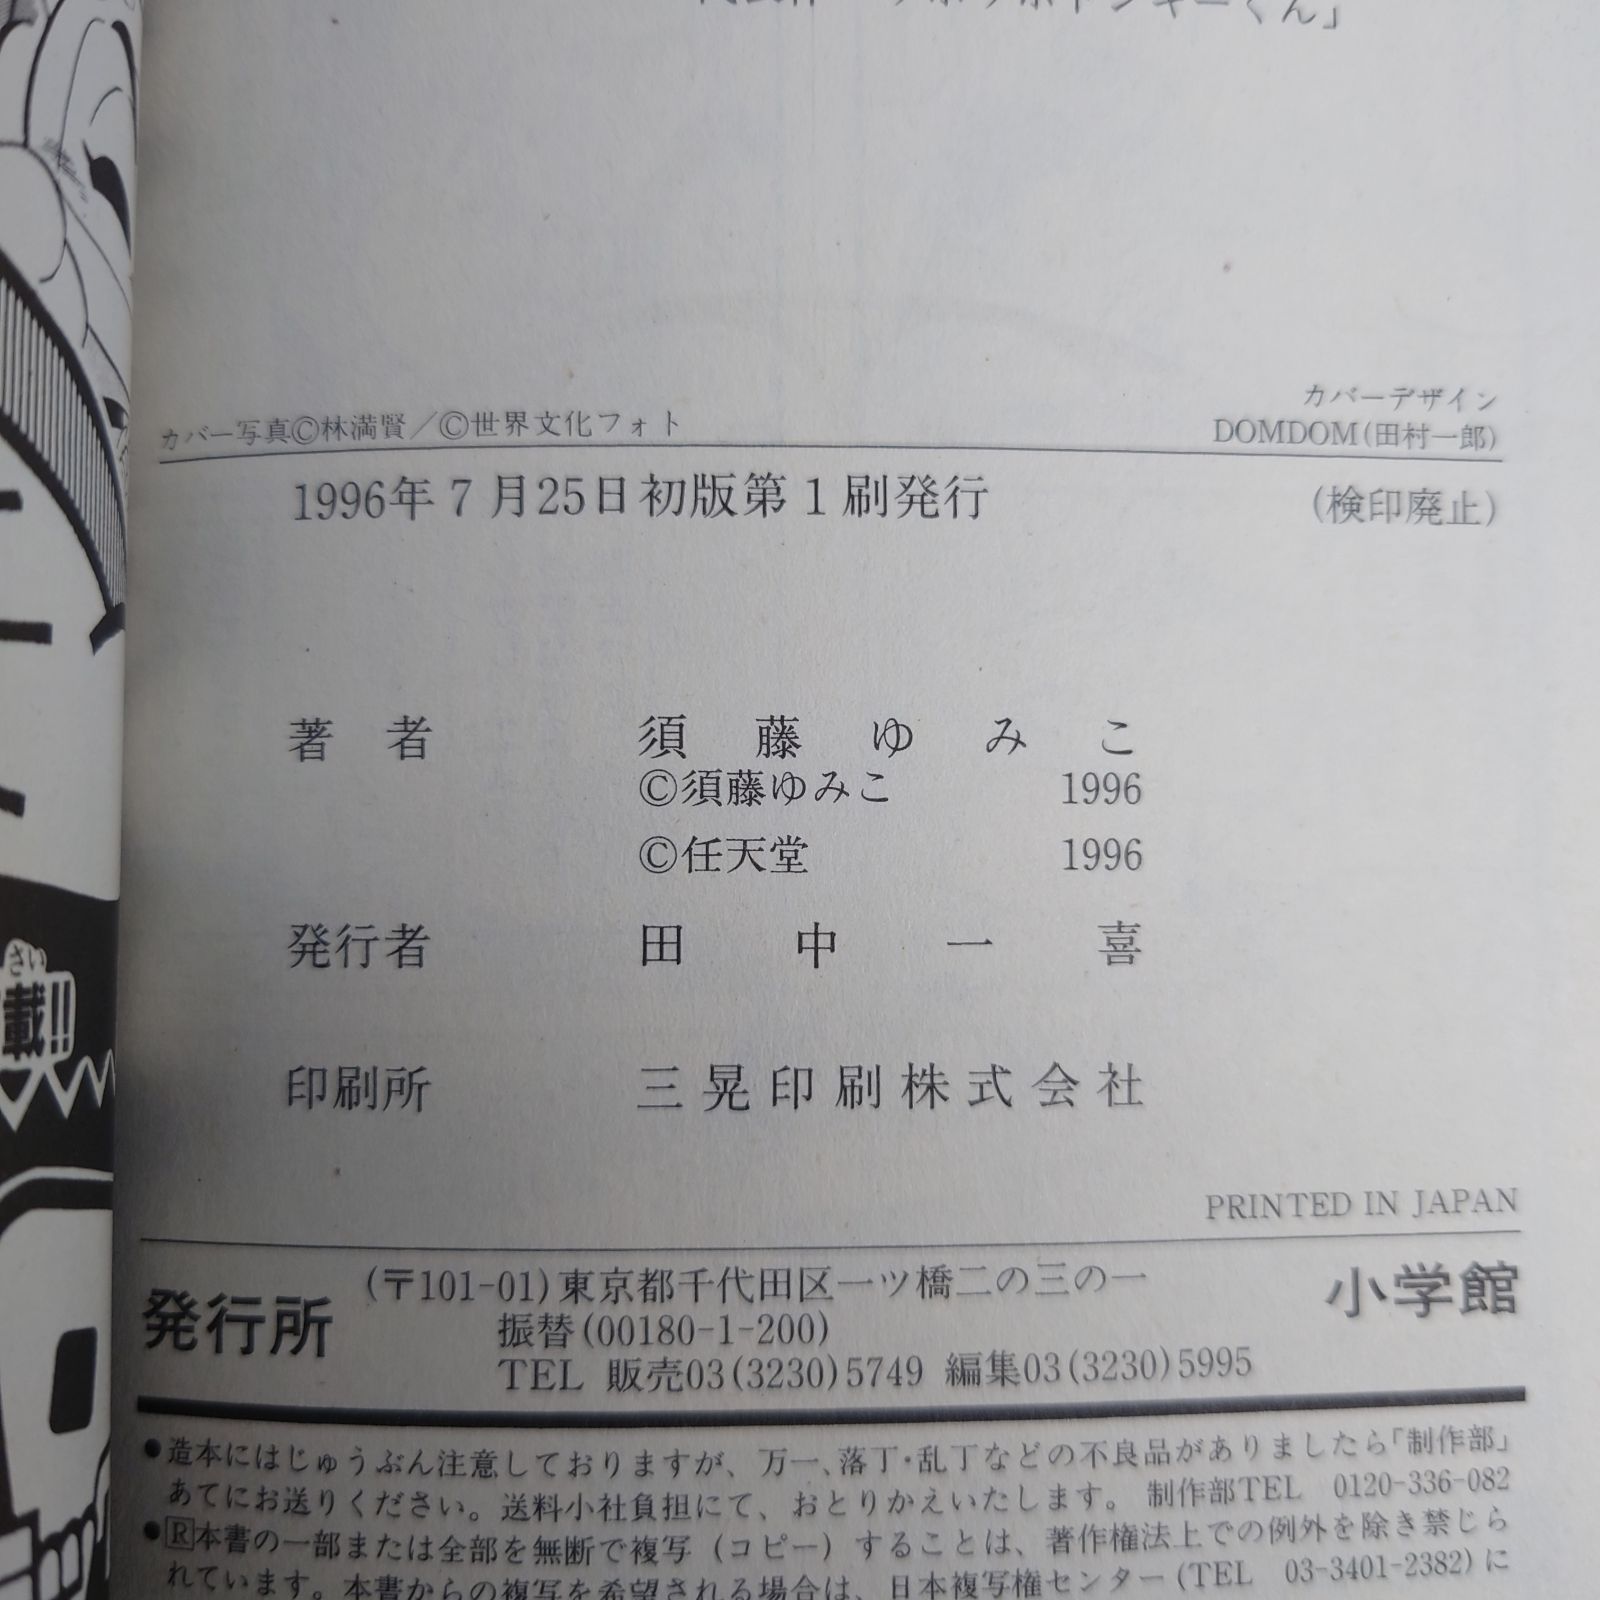 くん」
カバー写真©林満賢／©世界文化フォト
カバーデザイン
DOMDOM(田村一郎)
1996年7月25日初版第1刷発行
(検印廃止)
著者 須藤ゆみこ
©須藤ゆみこ 1996
©任天堂 1996
発行者 田中一喜
印刷所 三晃印刷株式会社
PRINTED IN JAPAN
発行所
(〒101-01)東京都千代田区一ツ橋二の三の一
振替(00180-1-200)
TEL 販売03(3230)5749 編集03(3230)5995
小学館
●造本にはじゅうぶん注意しておりますが、万一、落丁・乱丁などの不良品がありましたら「制作部」
あてにお送りください。送料小社負担にて、おとりかえいたします。 制作部TEL 0120-336-082
●Ⓡ本書の一部または全部を無断で複写（コピー）することは、著作権法上での例外を除き禁じら
れています。本書からの複写を希望される場合は、日本複写権センター(TEL 03-3401-2382)に
さい
載!!